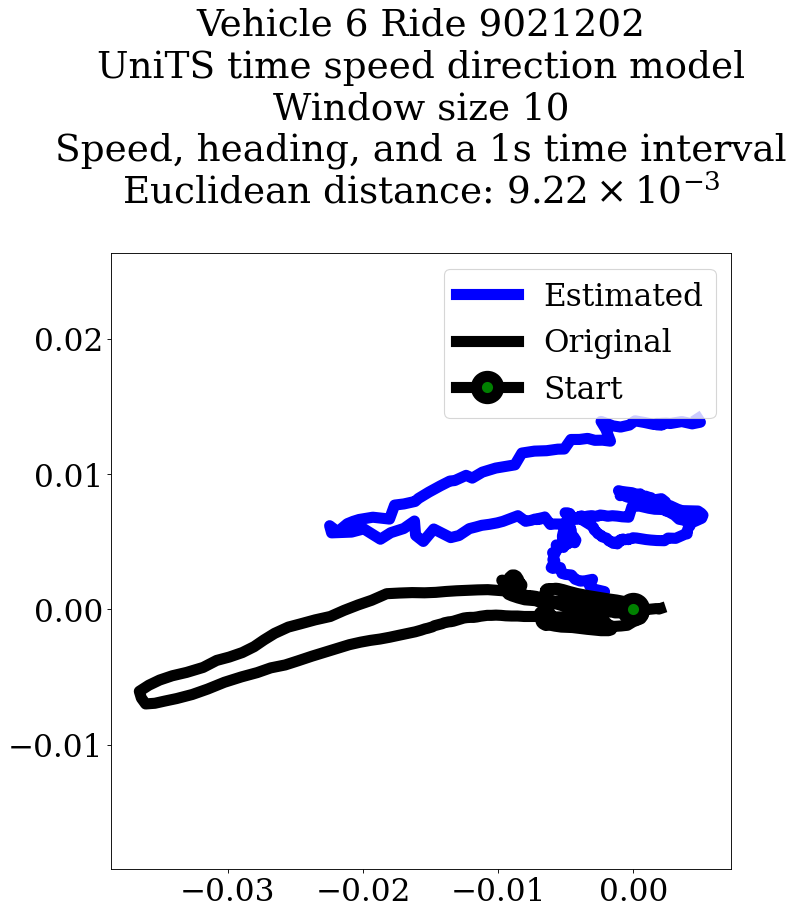 Vehicle 6 Ride 9021202
UniTS time speed direction model
Window size 10
Speed, heading, and a 1s time interval
Euclidean distance: 9.22 × 10⁻³
Estimated
Original
Start
0.02
0.01
0.00
−0.01
−0.03 −0.02 −0.01 0.00